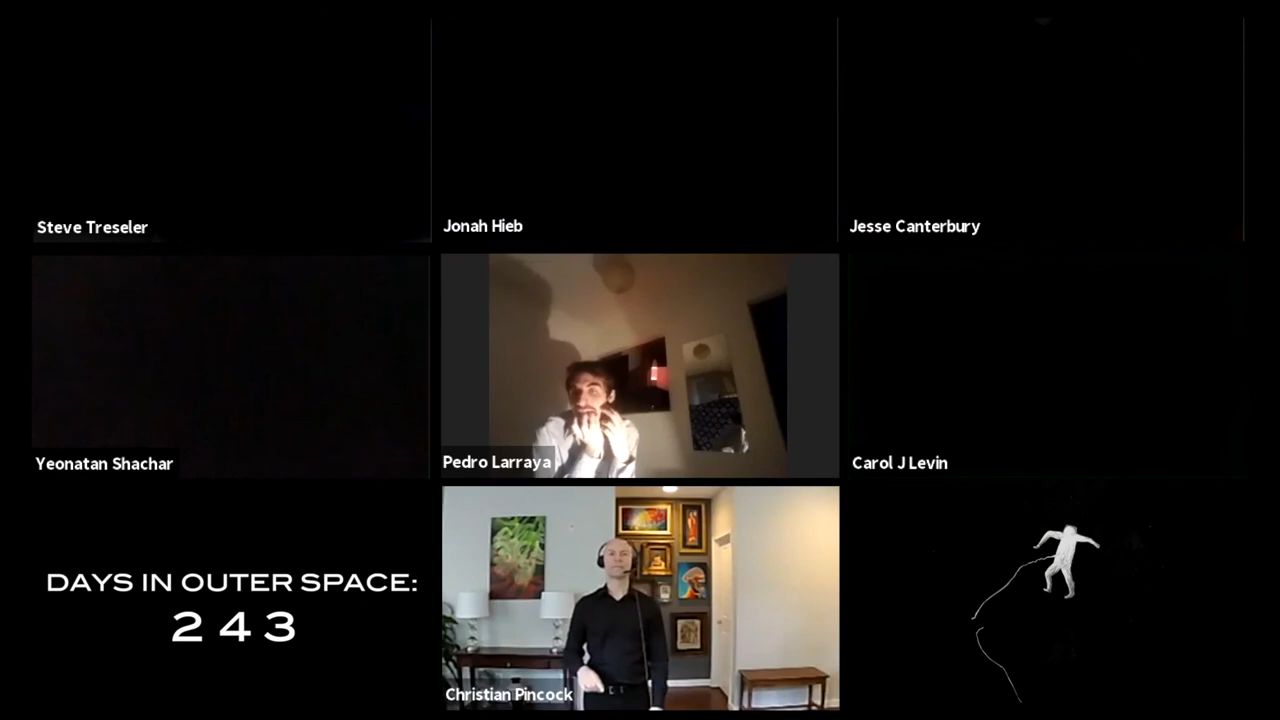 Steve Treseler
Jonah Hieb
Jesse Canterbury
Yeonatan Shachar
Pedro Larraya
Carol J Levin
DAYS IN OUTER SPACE:
243
Christian Pincock